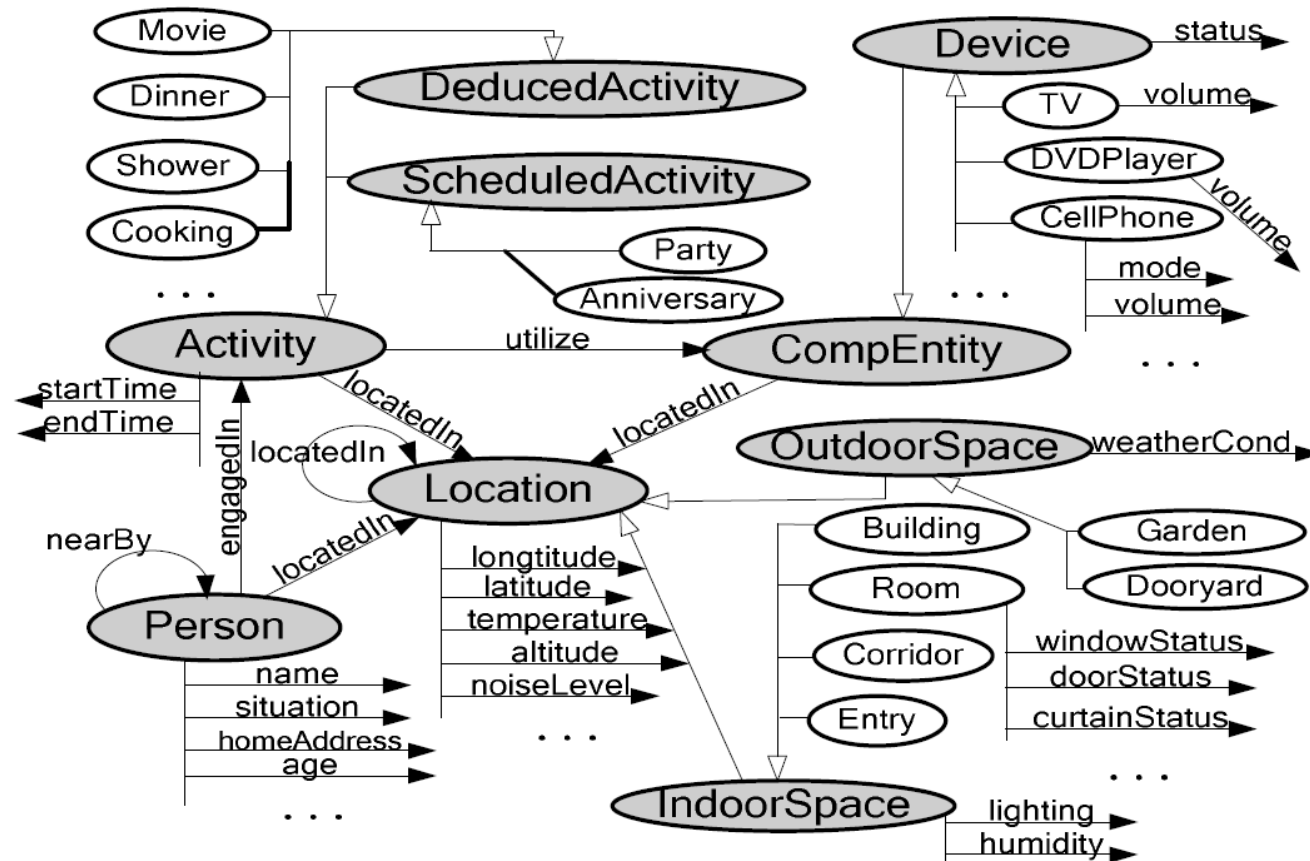 Movie
Dinner
Shower
Cooking
. . .
DeducedActivity
ScheduledActivity
Party
Anniversary
Device
status
TV
volume
DVDPlayer
volume
CellPhone
mode
volume
. . .
. . .
Activity
utilize
CompEntity
startTime
endTime
engagedIn
locatedIn
locatedIn
locatedIn
locatedIn
nearBy
Location
longtitude
latitude
temperature
altitude
noiseLevel
. . .
Person
name
situation
homeAddress
age
. . .
OutdoorSpace
weatherCond
Garden
Dooryard
Building
Room
Corridor
Entry
windowStatus
doorStatus
curtainStatus
. . .
IndoorSpace
lighting
humidity